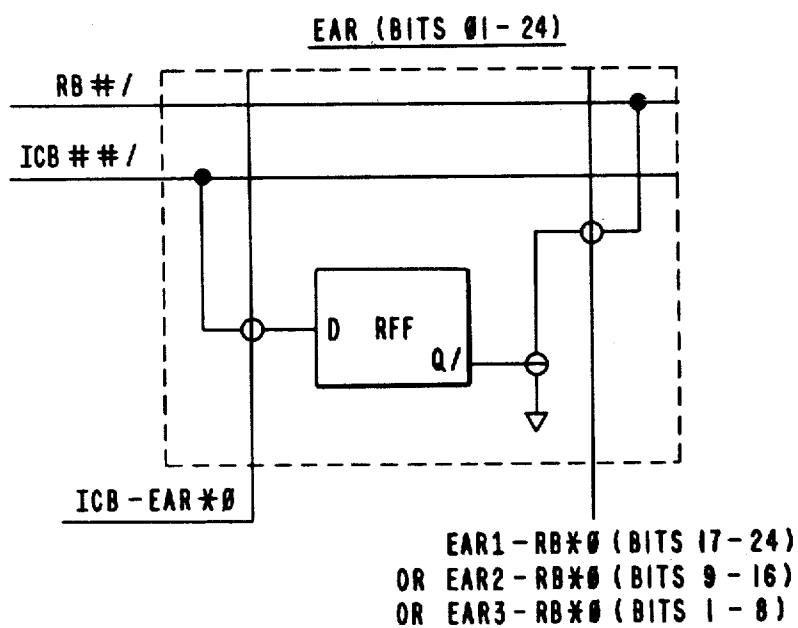 EAR (BITS Ø1-24)
RB##/
ICB##/
D RFF
Q/
ICB-EAR*Ø
EAR1-RB*Ø (BITS 17-24)
OR EAR2-RB*Ø (BITS 9-16)
OR EAR3-RB*Ø (BITS 1-8)